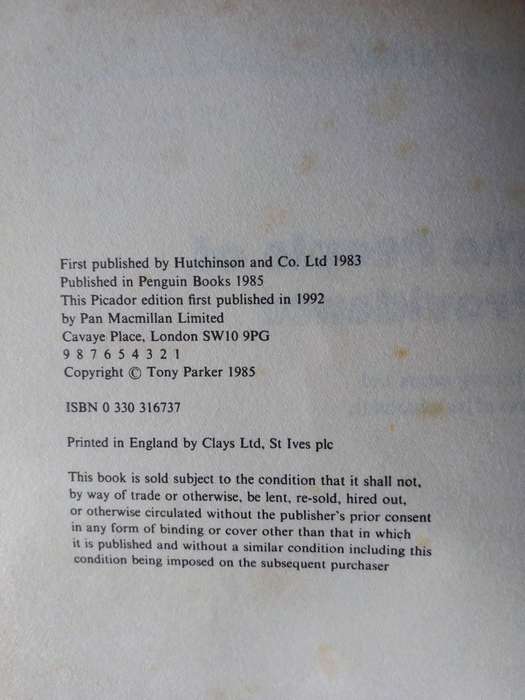 First published by Hutchinson and Co. Ltd 1983
Published in Penguin Books 1985
This Picador edition first published in 1992
by Pan Macmillan Limited
Cavaye Place, London SW10 9PG
9 8 7 6 5 4 3 2 1
Copyright © Tony Parker 1985
ISBN 0 330 316737
Printed in England by Clays Ltd, St Ives plc
This book is sold subject to the condition that it shall not,
by way of trade or otherwise, be lent, re-sold, hired out,
or otherwise circulated without the publisher's prior consent
in any form of binding or cover other than that in which
it is published and without a similar condition including this
condition being imposed on the subsequent purchaser